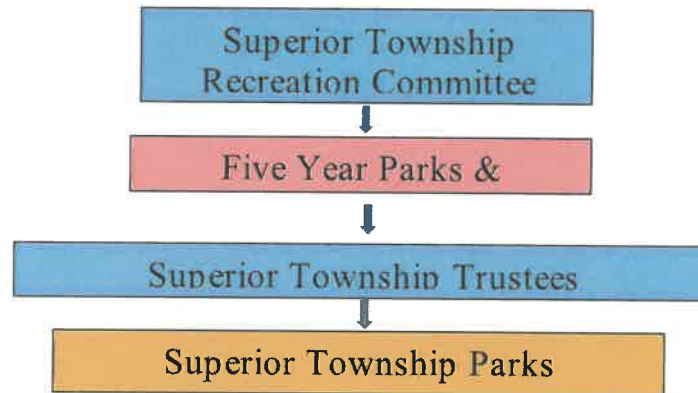 Superior Township
Recreation Committee
Five Year Parks &
Superior Township Trustees
Superior Township Parks